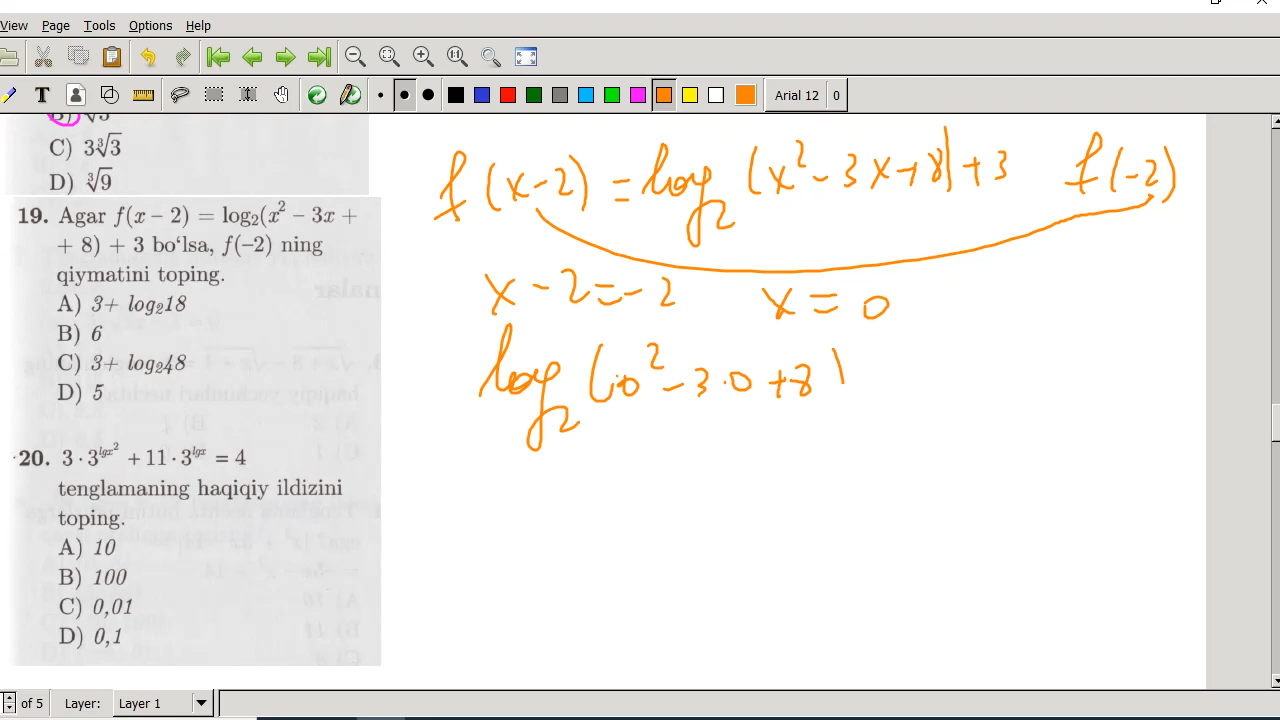 View Page Tools Options Help
Arial 12 0
C) 3∛3
D) ∛9
19. Agar f(x − 2) = log₂(x² − 3x +
+ 8) + 3 bo‘lsa, f(−2) ning
qiymatini toping.
A) 3+ log₂18
B) 6
C) 3+ log₂48
D) 5
·20. 3 · 3^lgx² + 11 · 3^lgx = 4
tenglamaning haqiqiy ildizini
toping.
A) 10
B) 100
C) 0,01
D) 0,1
f(x-2) = log₂(x² - 3x+8)+3 f(-2)
x - 2 = -2 x = 0
log₂(0² - 3·0 +8)
of 5 Layer: Layer 1